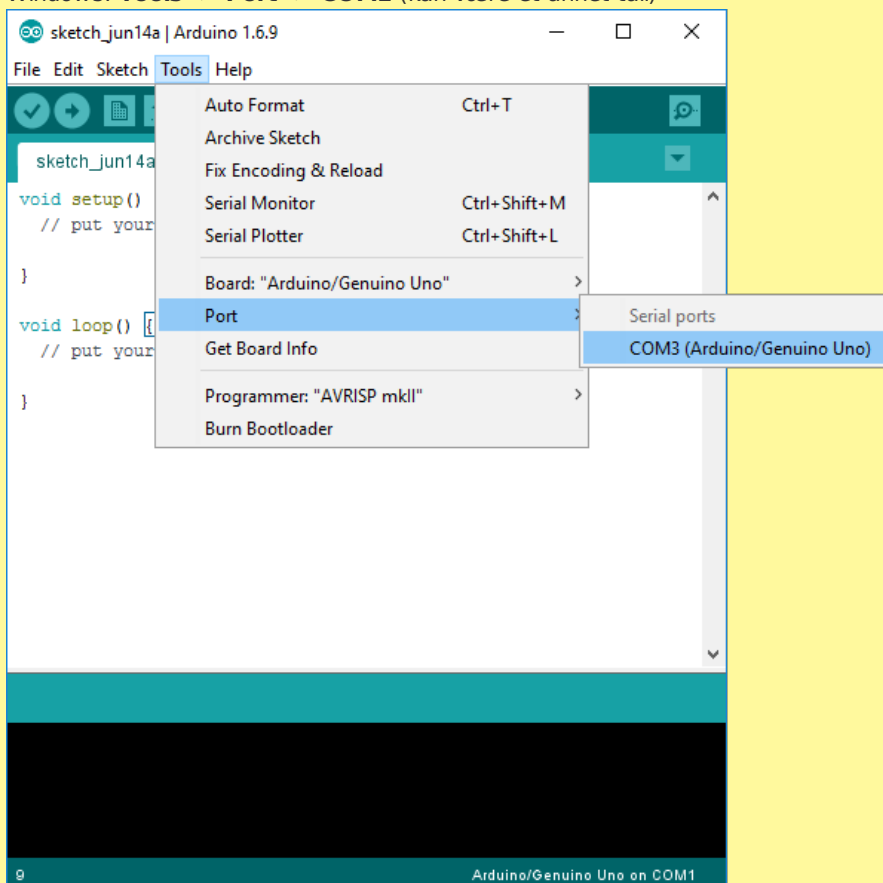 sketch_jun14a | Arduino 1.6.9
File Edit Sketch Tools Help
Auto Format Ctrl+T
Archive Sketch
sketch_jun14a
Fix Encoding & Reload
void setup()
Serial Monitor Ctrl+Shift+M
// put your
Serial Plotter Ctrl+Shift+L
}
Board: "Arduino/Genuino Uno"
Port
Serial ports
void loop() {
Get Board Info
// put your
COM3 (Arduino/Genuino Uno)
Programmer: "AVRISP mkII"
}
Burn Bootloader
9 Arduino/Genuino Uno on COM1